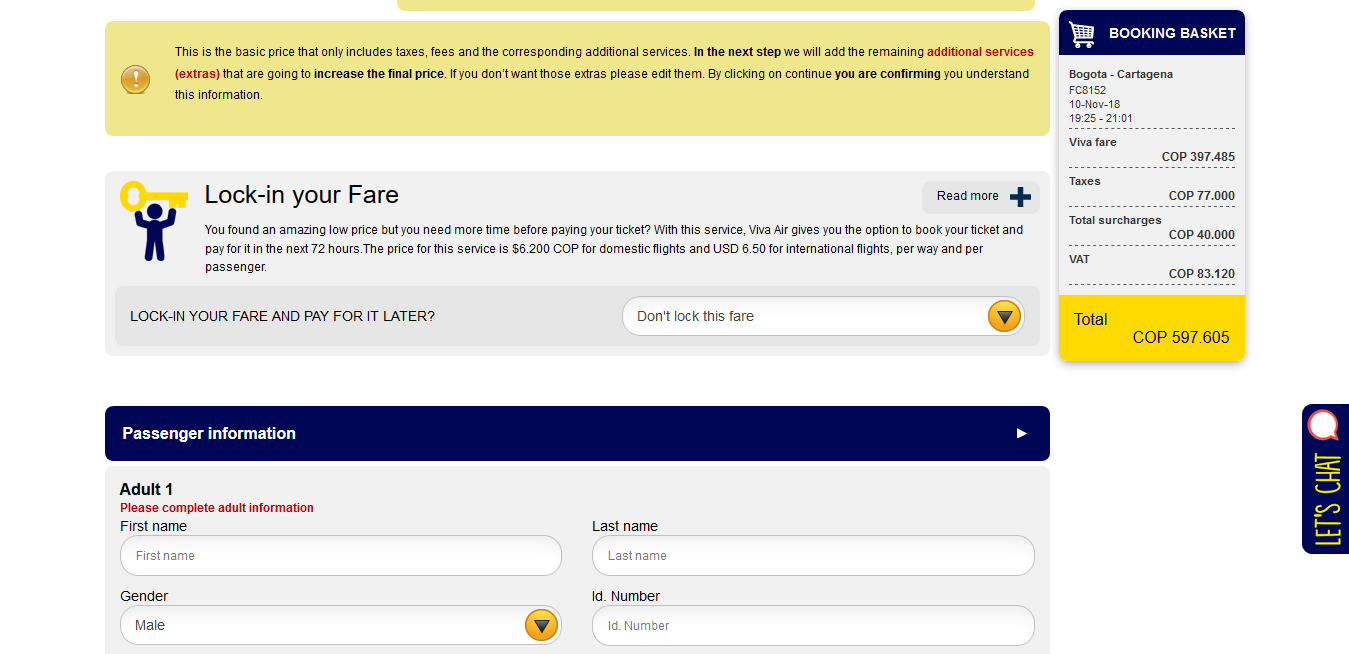 This is the basic price that only includes taxes, fees and the corresponding additional services. In the next step we will add the remaining additional services
(extras) that are going to increase the final price. If you don't want those extras please edit them. By clicking on continue you are confirming you understand
this information.
Lock-in your Fare
Read more
You found an amazing low price but you need more time before paying your ticket? With this service, Viva Air gives you the option to book your ticket and
pay for it in the next 72 hours.The price for this service is $6.200 COP for domestic flights and USD 6.50 for international flights, per way and per
passenger.
LOCK-IN YOUR FARE AND PAY FOR IT LATER?
Don't lock this fare
Passenger information
Adult 1
Please complete adult information
First name
Last name
First name
Last name
Gender
Id. Number
Male
Id. Number
BOOKING BASKET
Bogota - Cartagena
FC8152
10-Nov-18
19:25 - 21:01
Viva fare
COP 397.485
Taxes
COP 77.000
Total surcharges
COP 40.000
VAT
COP 83.120
Total
COP 597.605
LET'S CHAT